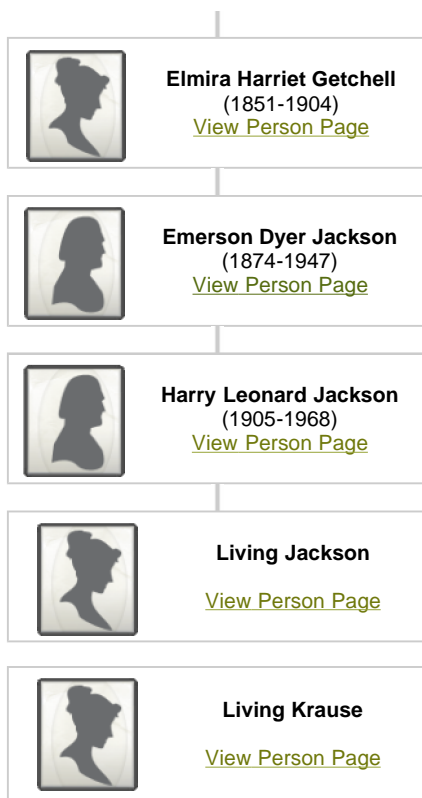 Elmira Harriet Getchell
(1851-1904)
View Person Page
Emerson Dyer Jackson
(1874-1947)
View Person Page
Harry Leonard Jackson
(1905-1968)
View Person Page
Living Jackson
View Person Page
Living Krause
View Person Page